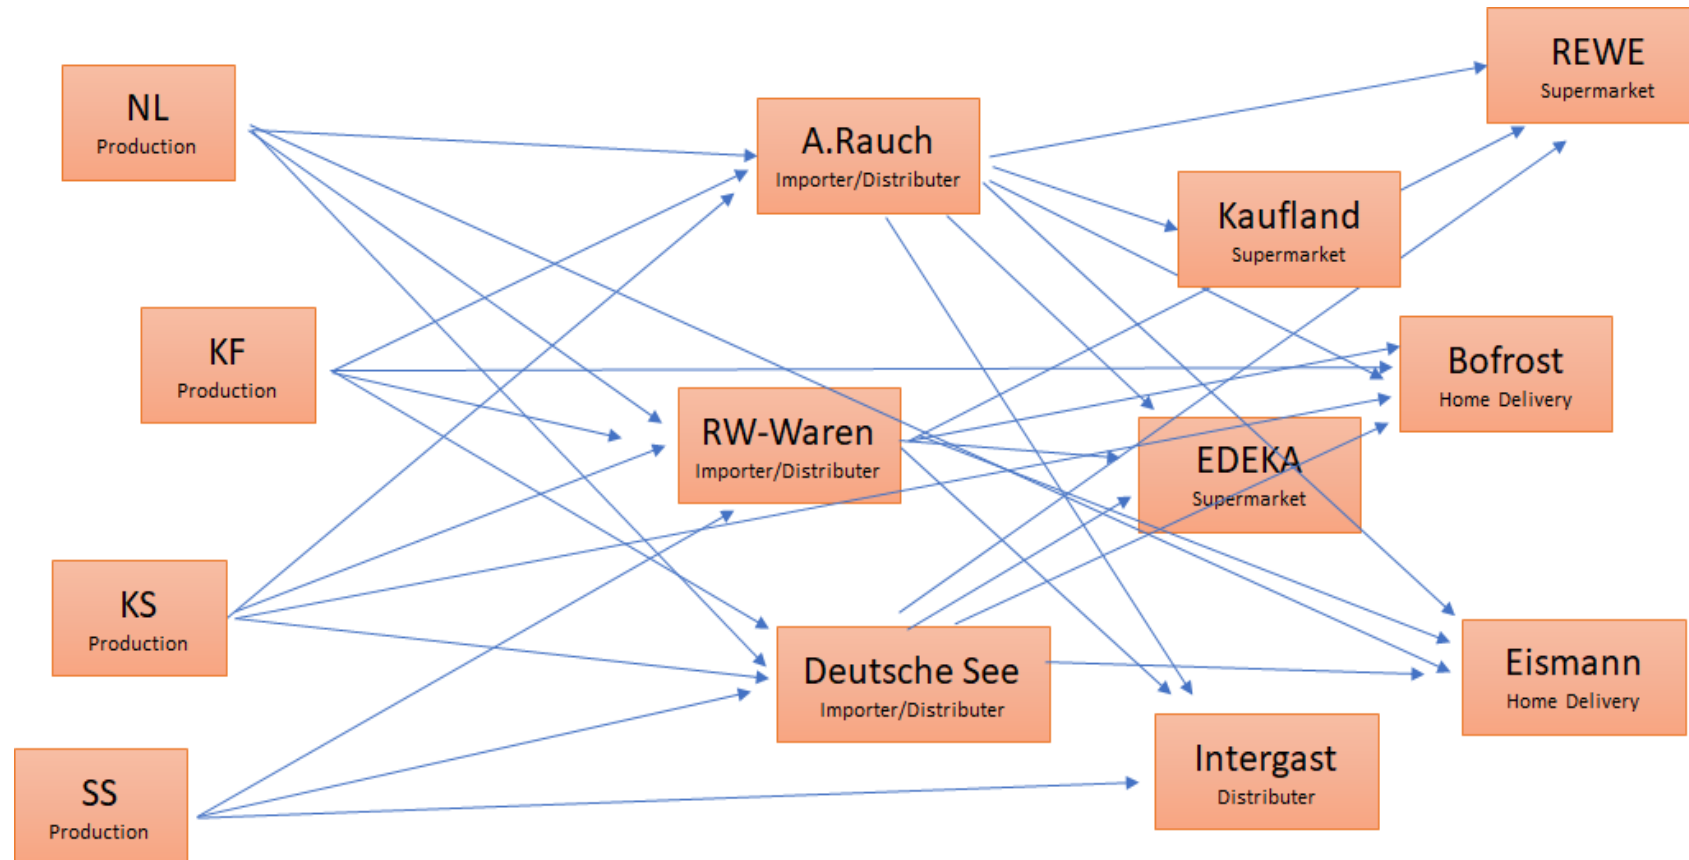 NL
Production
KF
Production
KS
Production
SS
Production
A.Rauch
Importer/Distributer
RW-Waren
Importer/Distributer
Deutsche See
Importer/Distributer
REWE
Supermarket
Kaufland
Supermarket
Bofrost
Home Delivery
EDEKA
Supermarket
Eismann
Home Delivery
Intergast
Distributer